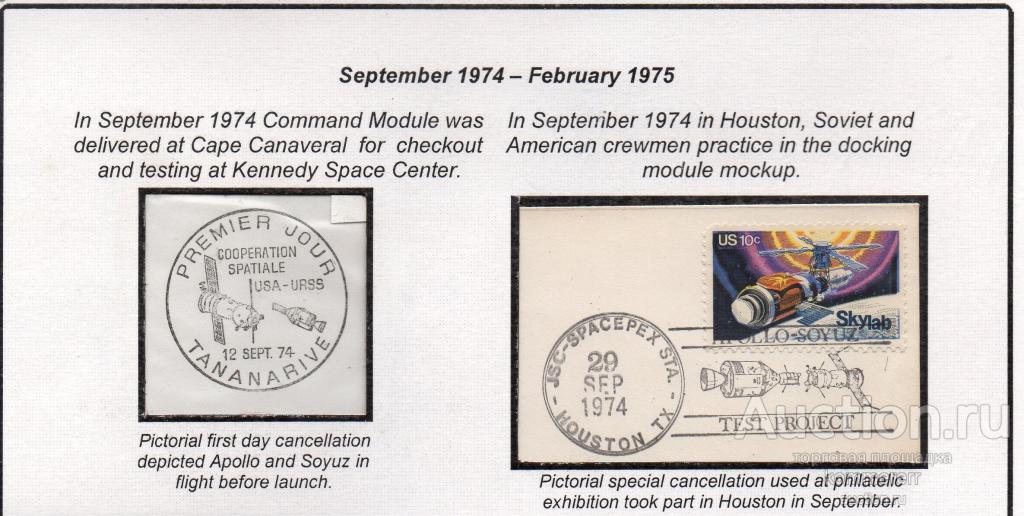 September 1974 – February 1975
In September 1974 Command Module was
delivered at Cape Canaveral for checkout
and testing at Kennedy Space Center.
PREMIER JOUR
COOPERATION
SPATIALE
USA-URSS
12 SEPT. 74
TANANARIVE
Pictorial first day cancellation
depicted Apollo and Soyuz in
flight before launch.
In September 1974 in Houston, Soviet and
American crewmen practice in the docking
module mockup.
US 10c
Skylab
APOLLO-SOYUZ
JSC-SPACEPEX STA.
29
SEP
1974
HOUSTON TX
TEST PROJECT
Auction.ru
торговая площадка
Pictorial special cancellation used at philatelic
exhibition took part in Houston in September.